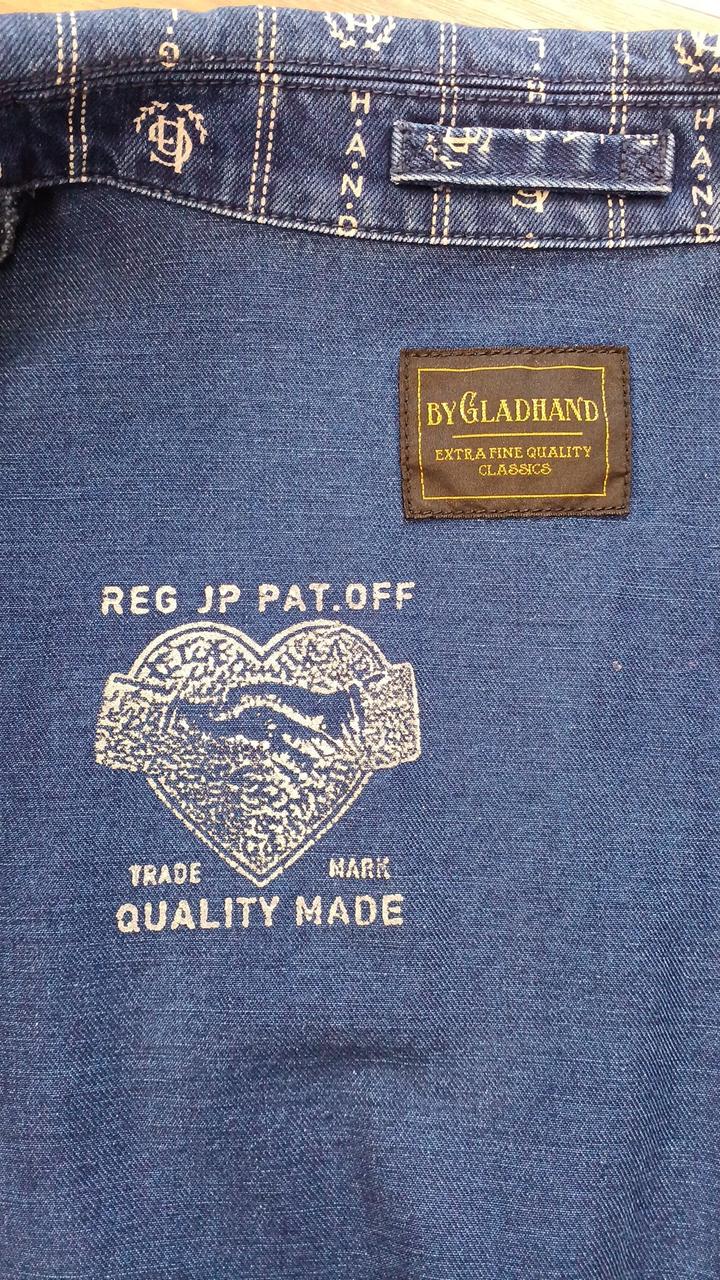 H.A.N.D
H.A.N.D
BY GLADHAND
EXTRA FINE QUALITY
CLASSICS
REG JP PAT.OFF
TRADE MARK
QUALITY MADE